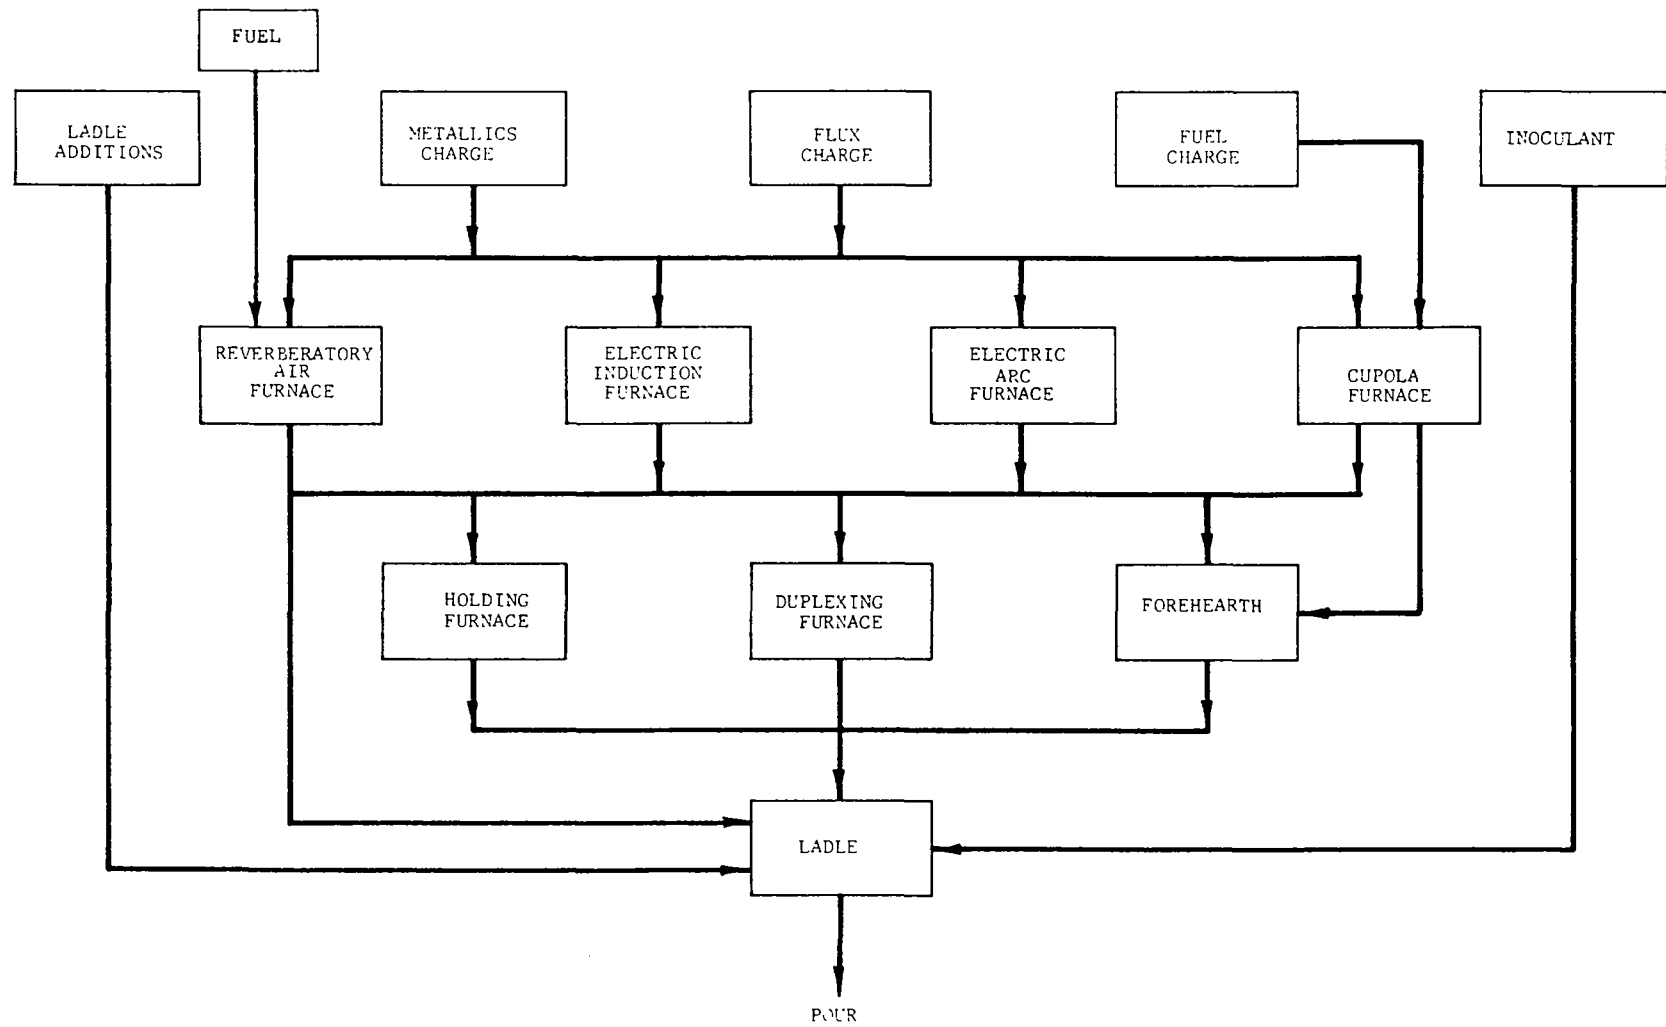 FUEL
LADLE
ADDITIONS
METALLICS
CHARGE
FLUX
CHARGE
FUEL
CHARGE
INOCULANT
REVERBERATORY
AIR
FURNACE
ELECTRIC
INDUCTION
FURNACE
ELECTRIC
ARC
FURNACE
CUPOLA
FURNACE
HOLDING
FURNACE
DUPLEXING
FURNACE
FOREHEARTH
LADLE
POUR